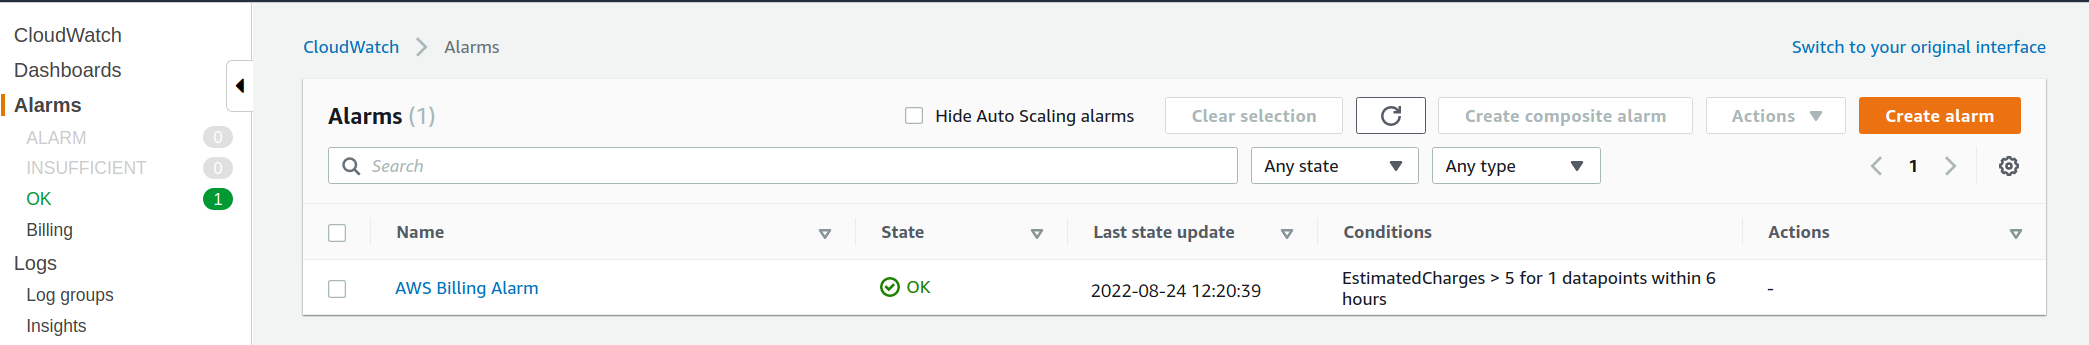 CloudWatch
Dashboards
Alarms
ALARM 0
INSUFFICIENT 0
OK 1
Billing
Logs
Log groups
Insights
CloudWatch Alarms
Switch to your original interface
Alarms (1)
Hide Auto Scaling alarms
Clear selection
Create composite alarm
Actions
Create alarm
Search
Any state
Any type
1
Name State Last state update Conditions Actions
AWS Billing Alarm OK 2022-08-24 12:20:39 EstimatedCharges > 5 for 1 datapoints within 6
hours -